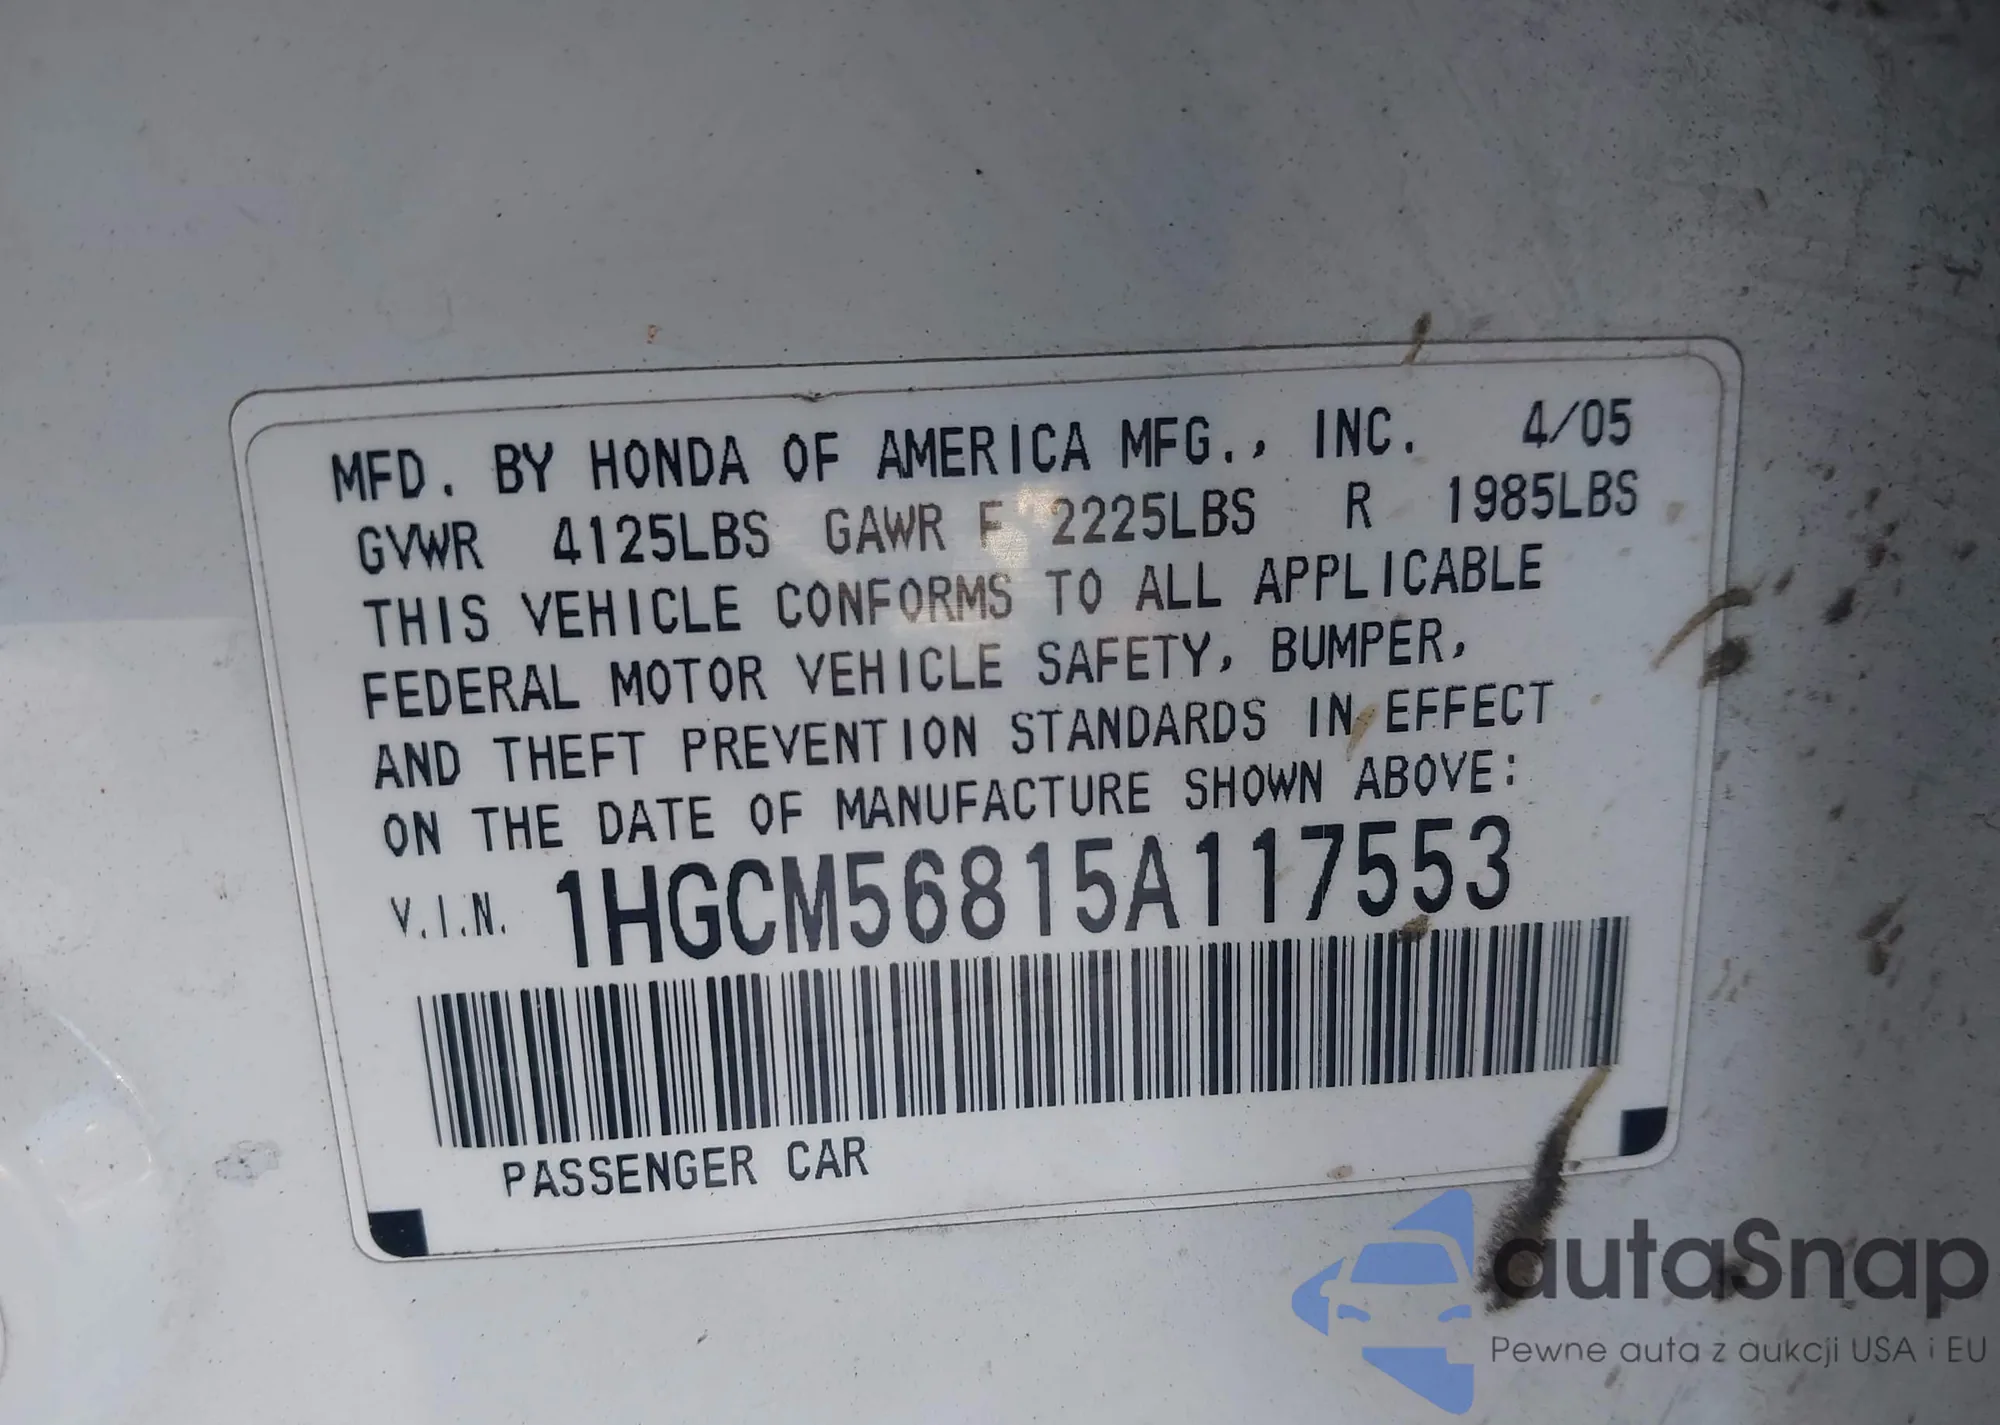 MFD. BY HONDA OF AMERICA MFG., INC. 4/05
GVWR 4125LBS GAWR F 2225LBS R 1985LBS
THIS VEHICLE CONFORMS TO ALL APPLICABLE
FEDERAL MOTOR VEHICLE SAFETY, BUMPER,
AND THEFT PREVENTION STANDARDS IN EFFECT
ON THE DATE OF MANUFACTURE SHOWN ABOVE:
V.I.N. 1HGCM56815A117553
PASSENGER CAR
autaSnap
Pewne auta z aukcji USA i EU